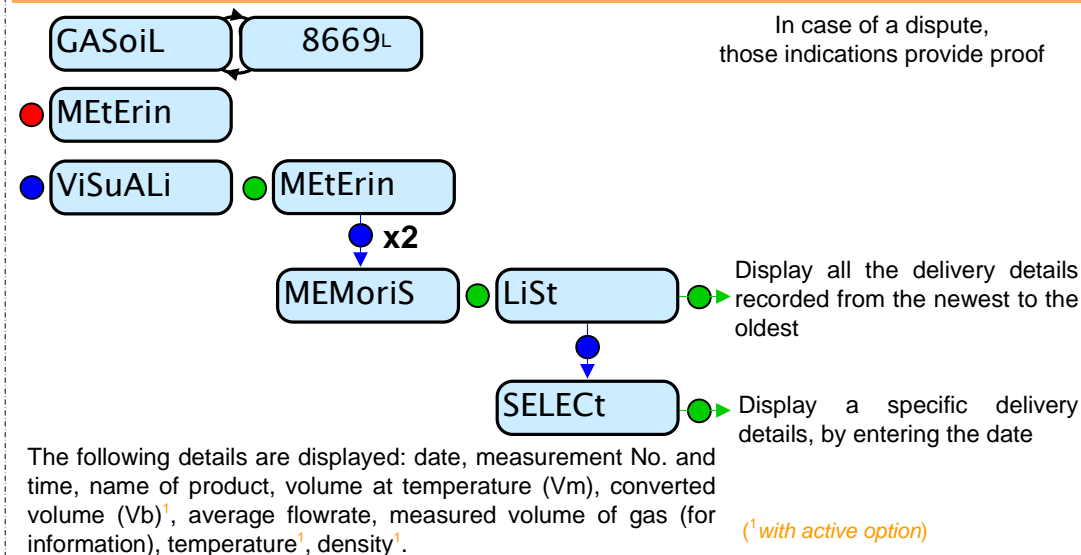 GASoiL 8669L
In case of a dispute,
those indications provide proof
MEtErin
ViSuALi MEtErin
x2
MEMoriS LiSt
Display all the delivery details
recorded from the newest to the
oldest
SELECt
Display a specific delivery
details, by entering the date
The following details are displayed: date, measurement No. and
time, name of product, volume at temperature (Vm), converted
volume (Vb)¹, average flowrate, measured volume of gas (for
information), temperature¹, density¹.
(¹with active option)